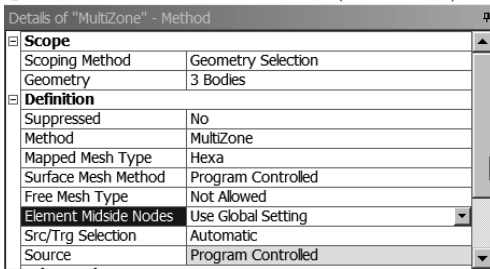 Details of "MultiZone" - Method
Scope
Scoping Method Geometry Selection
Geometry 3 Bodies
Definition
Suppressed No
Method MultiZone
Mapped Mesh Type Hexa
Surface Mesh Method Program Controlled
Free Mesh Type Not Allowed
Element Midside Nodes Use Global Setting
Src/Trg Selection Automatic
Source Program Controlled